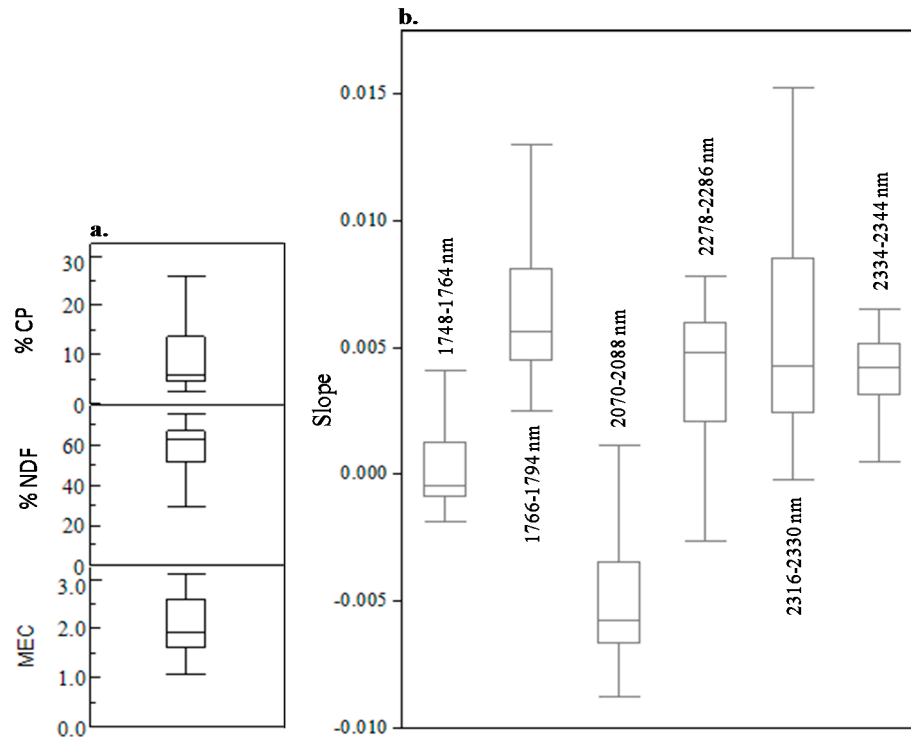 a.
% CP
30
20
10
0
% NDF
60
40
20
0
MEC
3.0
2.0
1.0
0.0
b.
Slope
0.015
0.010
0.005
0.000
-0.005
-0.010
1748-1764 nm
1766-1794 nm
2070-2088 nm
2278-2286 nm
2316-2330 nm
2334-2344 nm